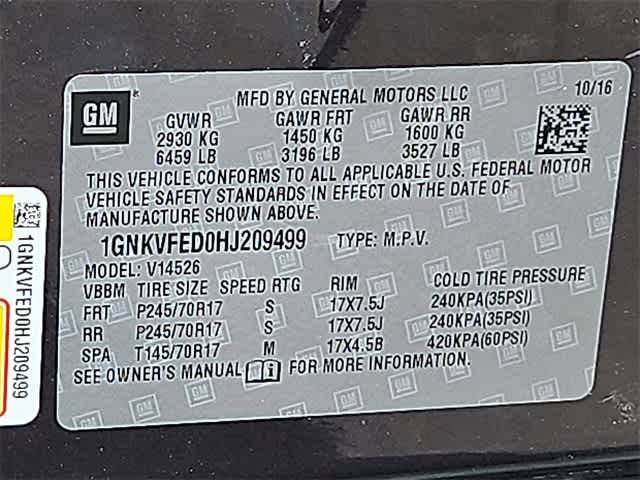 GM
MFD BY GENERAL MOTORS LLC 10/16
GVWR GAWR FRT GAWR RR
2930 KG 1450 KG 1600 KG
6459 LB 3196 LB 3527 LB
THIS VEHICLE CONFORMS TO ALL APPLICABLE U.S. FEDERAL MOTOR
VEHICLE SAFETY STANDARDS IN EFFECT ON THE DATE OF
MANUFACTURE SHOWN ABOVE.
1GNKVFED0HJ209499 TYPE: M.P.V.
MODEL: V14526
VBBM TIRE SIZE SPEED RTG RIM COLD TIRE PRESSURE
FRT P245/70R17 S 17X7.5J 240KPA(35PSI)
RR P245/70R17 S 17X7.5J 240KPA(35PSI)
SPA T145/70R17 M 17X4.5B 420KPA(60PSI)
SEE OWNER'S MANUAL FOR MORE INFORMATION.
1GNKVFED0HJ209499